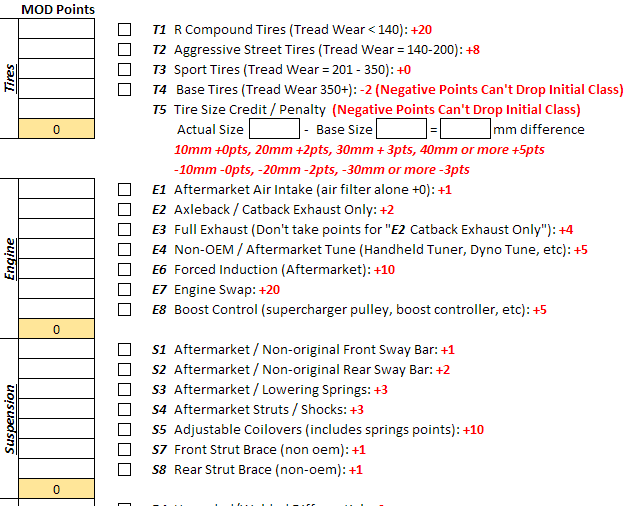 MOD Points
Tires
T1 R Compound Tires (Tread Wear < 140): +20
T2 Aggressive Street Tires (Tread Wear = 140-200): +8
T3 Sport Tires (Tread Wear = 201 - 350): +0
T4 Base Tires (Tread Wear 350+): -2 (Negative Points Can't Drop Initial Class)
T5 Tire Size Credit / Penalty (Negative Points Can't Drop Initial Class)
0 Actual Size - Base Size = mm difference
10mm +0pts, 20mm +2pts, 30mm + 3pts, 40mm or more +5pts
-10mm -0pts, -20mm -2pts, -30mm or more -3pts
Engine
E1 Aftermarket Air Intake (air filter alone +0): +1
E2 Axleback / Catback Exhaust Only: +2
E3 Full Exhaust (Don't take points for "E2 Catback Exhaust Only"): +4
E4 Non-OEM / Aftermarket Tune (Handheld Tuner, Dyno Tune, etc): +5
E6 Forced Induction (Aftermarket): +10
E7 Engine Swap: +20
E8 Boost Control (supercharger pulley, boost controller, etc): +5
0
Suspension
S1 Aftermarket / Non-original Front Sway Bar: +1
S2 Aftermarket / Non-original Rear Sway Bar: +2
S3 Aftermarket / Lowering Springs: +3
S4 Aftermarket Struts / Shocks: +3
S5 Adjustable Coilovers (includes springs points): +10
S7 Front Strut Brace (non oem): +1
S8 Rear Strut Brace (non-oem): +1
0